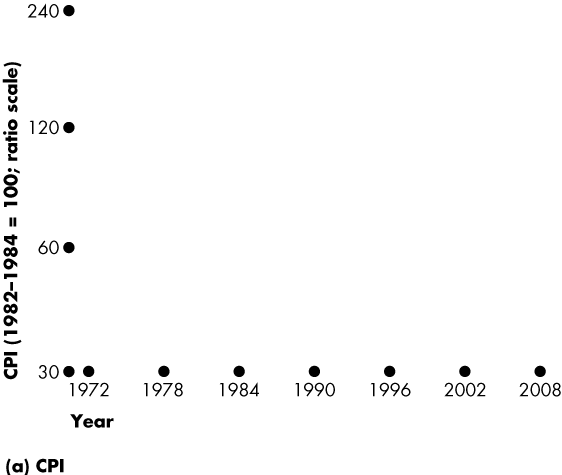 240
120
60
30
CPI (1982–1984 = 100; ratio scale)
1972 1978 1984 1990 1996 2002 2008
Year
(a) CPI